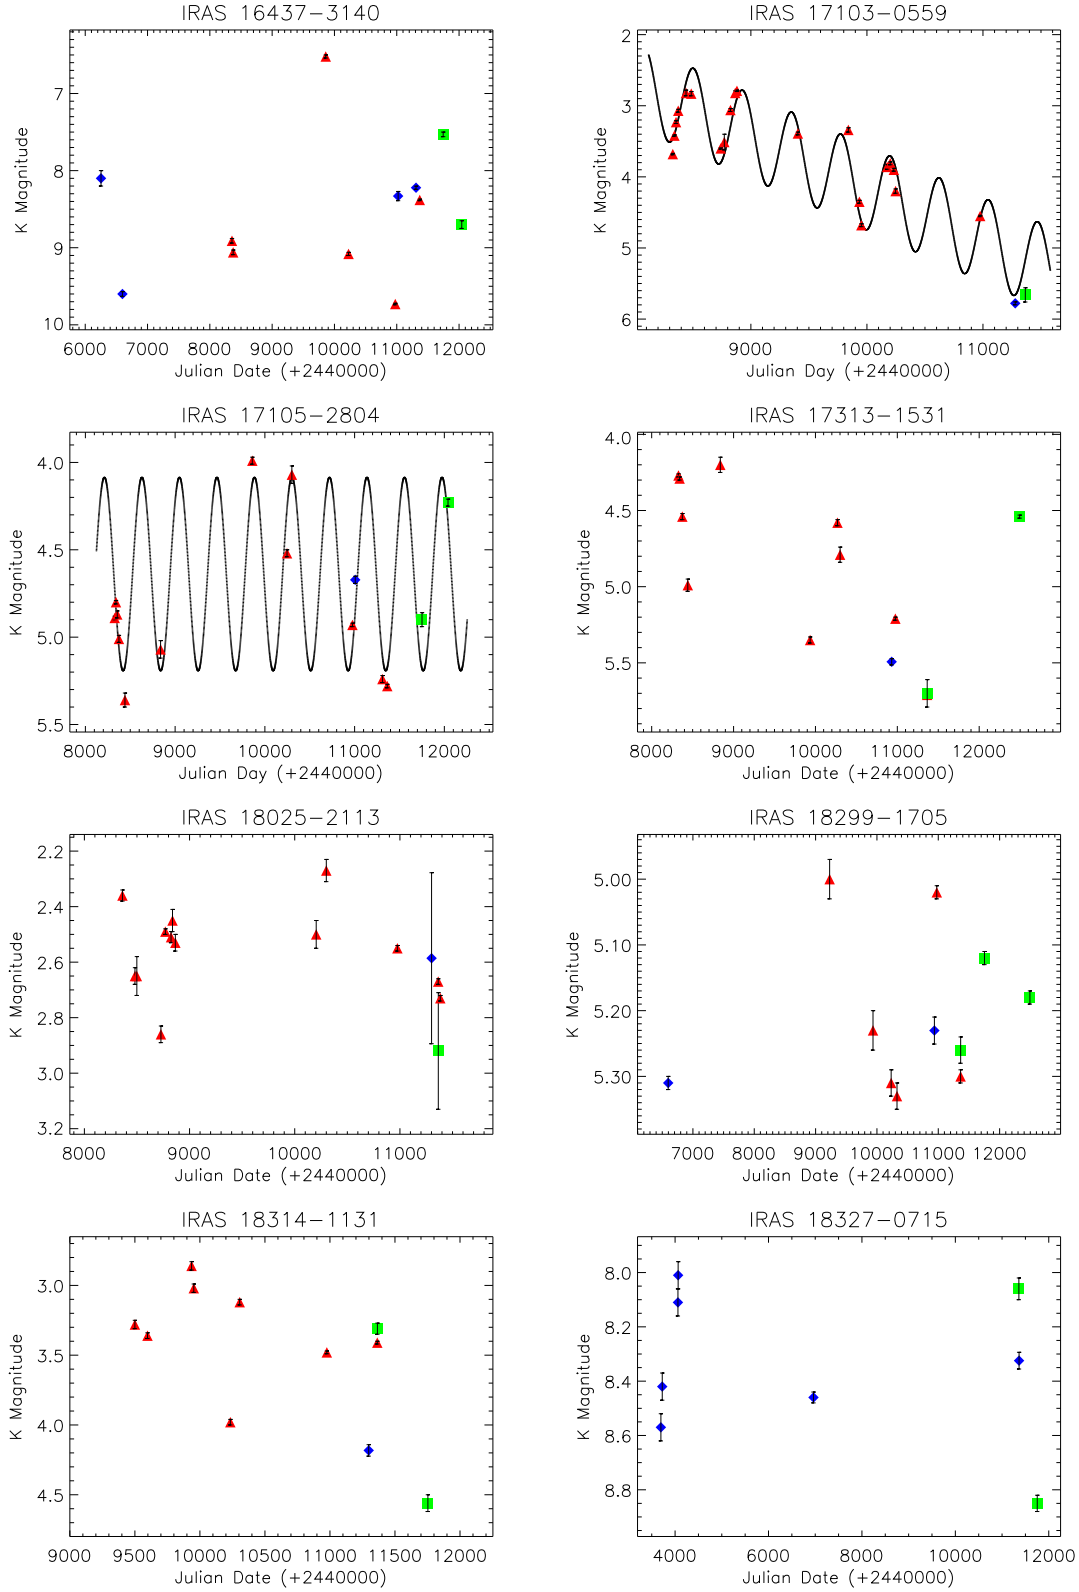 IRAS 16437−3140
7
8
9
10
K Magnitude
6000 7000 8000 9000 10000 11000 12000
Julian Date (+2440000)
IRAS 17103−0559
2
3
4
5
6
K Magnitude
9000 10000 11000
Julian Day (+2440000)
IRAS 17105−2804
4.0
4.5
5.0
5.5
K Magnitude
8000 9000 10000 11000 12000
Julian Day (+2440000)
IRAS 17313−1531
4.0
4.5
5.0
5.5
K Magnitude
8000 9000 10000 11000 12000
Julian Date (+2440000)
IRAS 18025−2113
2.2
2.4
2.6
2.8
3.0
3.2
K Magnitude
8000 9000 10000 11000
Julian Date (+2440000)
IRAS 18299−1705
5.00
5.10
5.20
5.30
K Magnitude
7000 8000 9000 10000 11000 12000
Julian Date (+2440000)
IRAS 18314−1131
3.0
3.5
4.0
4.5
K Magnitude
9000 9500 10000 10500 11000 11500 12000
Julian Date (+2440000)
IRAS 18327−0715
8.0
8.2
8.4
8.6
8.8
K Magnitude
4000 6000 8000 10000 12000
Julian Date (+2440000)